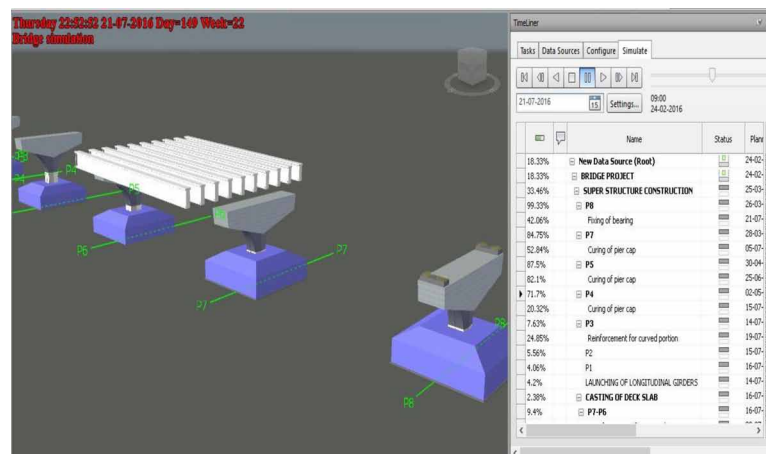 Thursday 22:52:52 21-07-2016 Day=149 Week=22
Bridge simulation
P4
P5
P6
P7
P7
P8
TimeLiner
Tasks Data Sources Configure Simulate
21-07-2016 15 Settings... 09:00
24-02-2016
Name Status Plan
18.33% New Data Source (Root) 24-02-
18.33% BRIDGE PROJECT 24-02-
33.46% SUPER STRUCTURE CONSTRUCTION 25-03-
99.33% P8 26-03-
42.06% Fixing of bearing 21-07-
84.75% P7 28-03-
52.84% Curing of pier cap 05-07-
87.5% P5 30-04-
82.1% Curing of pier cap 25-06-
71.7% P4 02-05-
20.32% Curing of pier cap 15-07-
7.63% P3 14-07-
24.85% Reinforcement for curved portion 19-07-
5.56% P2 15-07-
4.06% P1 16-07-
4.2% LAUNCHING OF LONGITUDINAL GIRDERS 14-07-
2.38% CASTING OF DECK SLAB 16-07-
9.4% P7-P6 16-07-